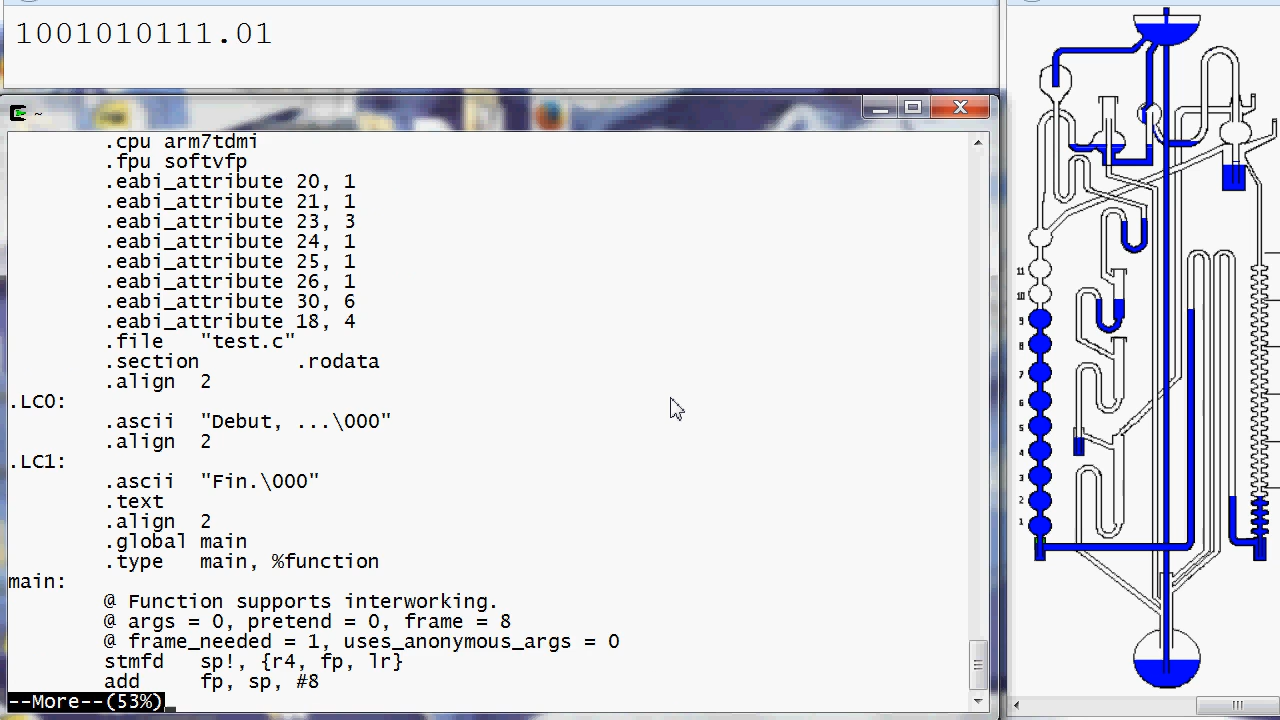 1001010111.01
~
.cpu arm7tdmi
.fpu softvfp
.eabi_attribute 20, 1
.eabi_attribute 21, 1
.eabi_attribute 23, 3
.eabi_attribute 24, 1
.eabi_attribute 25, 1
.eabi_attribute 26, 1
.eabi_attribute 30, 6
.eabi_attribute 18, 4
.file "test.c"
.section .rodata
.align 2
.LC0:
.ascii "Debut, ...\000"
.align 2
.LC1:
.ascii "Fin.\000"
.text
.align 2
.global main
.type main, %function
main:
@ Function supports interworking.
@ args = 0, pretend = 0, frame = 8
@ frame_needed = 1, uses_anonymous_args = 0
stmfd sp!, {r4, fp, lr}
add fp, sp, #8
--More--(53%)
11
10
9
8
7
6
5
4
3
2
1